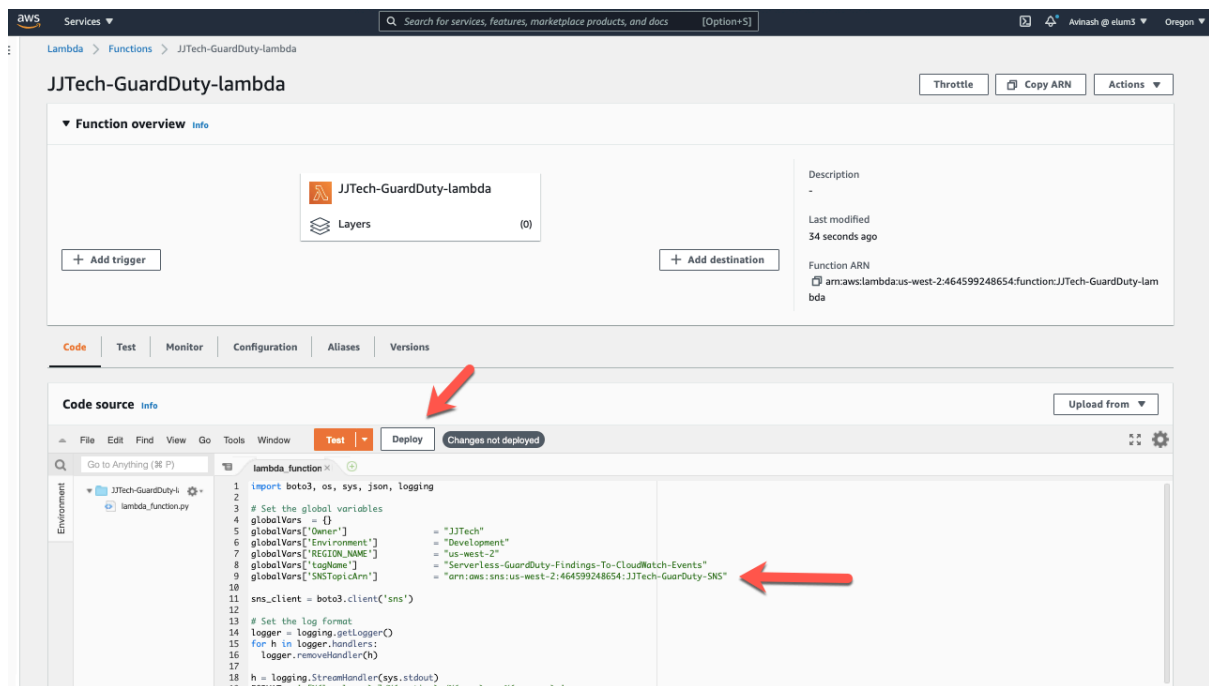 aws Services ▼ Search for services, features, marketplace products, and docs [Option+S] Avinash @ elum3 ▼ Oregon ▼
Lambda > Functions > JJTech-GuardDuty-lambda
JJTech-GuardDuty-lambda
Throttle Copy ARN Actions ▼
▼ Function overview Info
JJTech-GuardDuty-lambda
Layers (0)
+ Add trigger
+ Add destination
Description
-
Last modified
34 seconds ago
Function ARN
arn:aws:lambda:us-west-2:464599248654:function:JJTech-GuardDuty-lam
bda
Code Test Monitor Configuration Aliases Versions
Code source Info
Upload from ▼
File Edit Find View Go Tools Window Test Deploy Changes not deployed
Go to Anything (⌘ P)
Environment
JJTech-GuardDuty-l
lambda_function.py
lambda_function ×
1 import boto3, os, sys, json, logging
2
3 # Set the global variables
4 globalVars = {}
5 globalVars['Owner'] = "JJTech"
6 globalVars['Environment'] = "Development"
7 globalVars['REGION_NAME'] = "us-west-2"
8 globalVars['tagName'] = "Serverless-GuardDuty-Findings-To-CloudWatch-Events"
9 globalVars['SNSTopicArn'] = "arn:aws:sns:us-west-2:464599248654:JJTech-GuarDuty-SNS"
10
11 sns_client = boto3.client('sns')
12
13 # Set the log format
14 logger = logging.getLogger()
15 for h in logger.handlers:
16 logger.removeHandler(h)
17
18 h = logging.StreamHandler(sys.stdout)